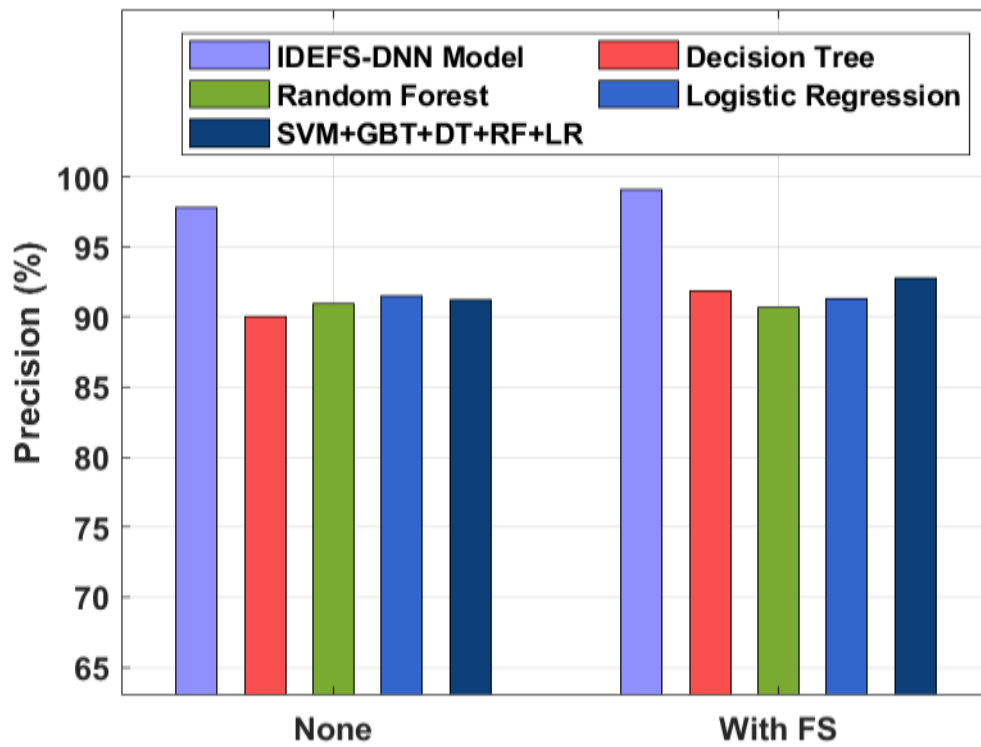 IDEFS-DNN Model
Decision Tree
Random Forest
Logistic Regression
SVM+GBT+DT+RF+LR
100
95
90
85
80
75
70
65
Precision (%)
None
With FS